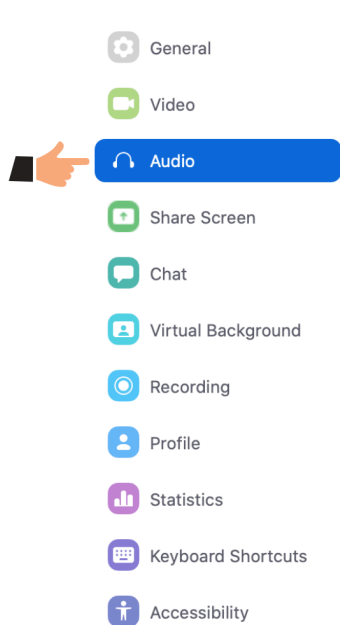 General
Video
Audio
Share Screen
Chat
Virtual Background
Recording
Profile
Statistics
Keyboard Shortcuts
Accessibility